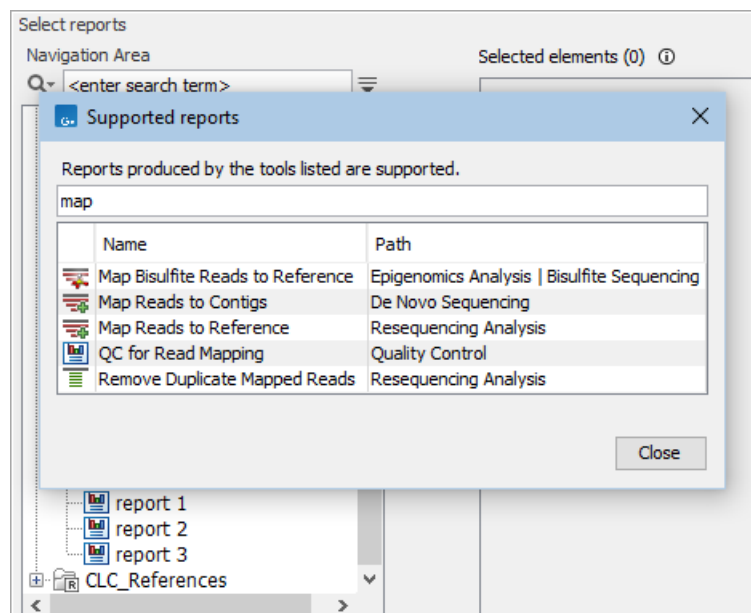 Select reports
Navigation Area
Selected elements (0)
<enter search term>
Supported reports
Reports produced by the tools listed are supported.
map
Name Path
Map Bisulfite Reads to Reference Epigenomics Analysis | Bisulfite Sequencing
Map Reads to Contigs De Novo Sequencing
Map Reads to Reference Resequencing Analysis
QC for Read Mapping Quality Control
Remove Duplicate Mapped Reads Resequencing Analysis
Close
report 1
report 2
report 3
CLC_References